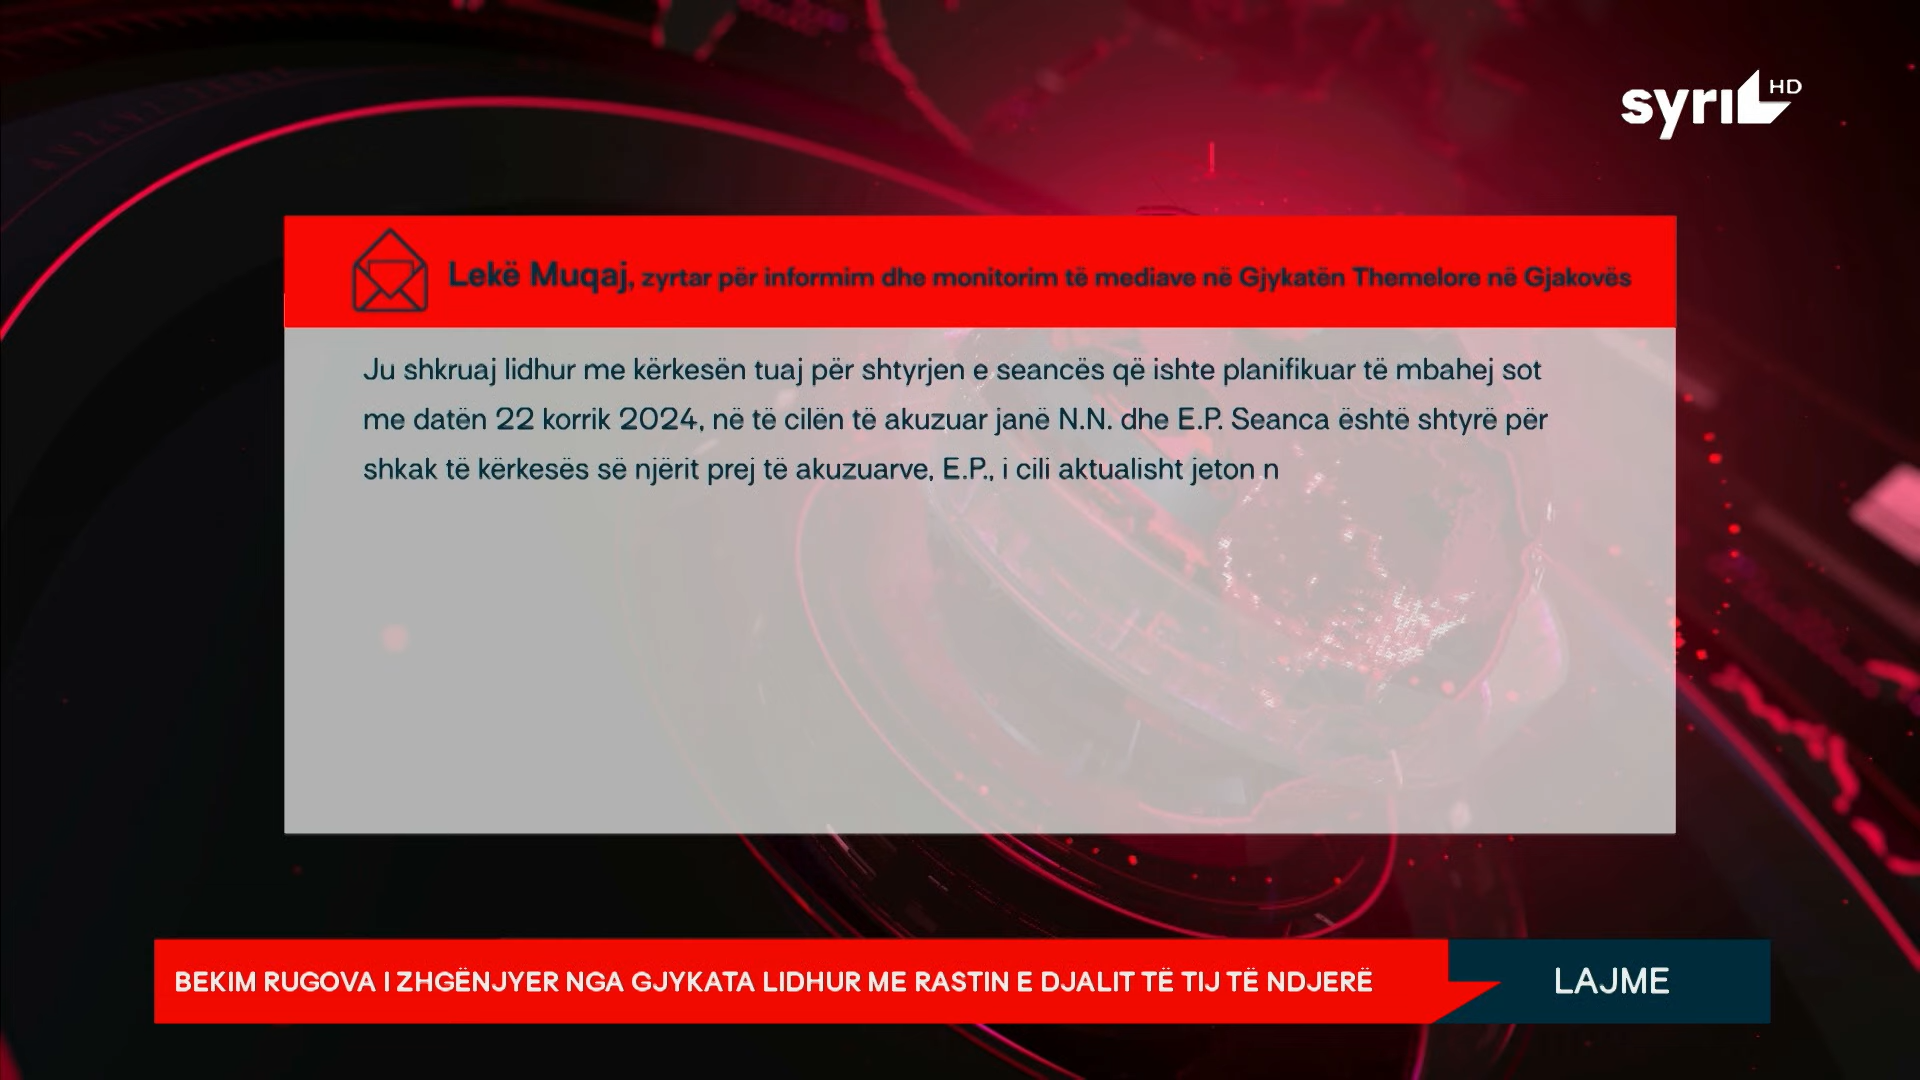 syri HD
Lekë Muqaj, zyrtar për informim dhe monitorim të mediave në Gjykatën Themelore në Gjakovës
Ju shkruaj lidhur me kërkesën tuaj për shtyrjen e seancës që ishte planifikuar të mbahej sot
me datën 22 korrik 2024, në të cilën të akuzuar janë N.N. dhe E.P. Seanca është shtyrë për
shkak të kërkesës së njërit prej të akuzuarve, E.P., i cili aktualisht jeton n
BEKIM RUGOVA I ZHGËNJYER NGA GJYKATA LIDHUR ME RASTIN E DJALIT TË TIJ TË NDJERË
LAJME